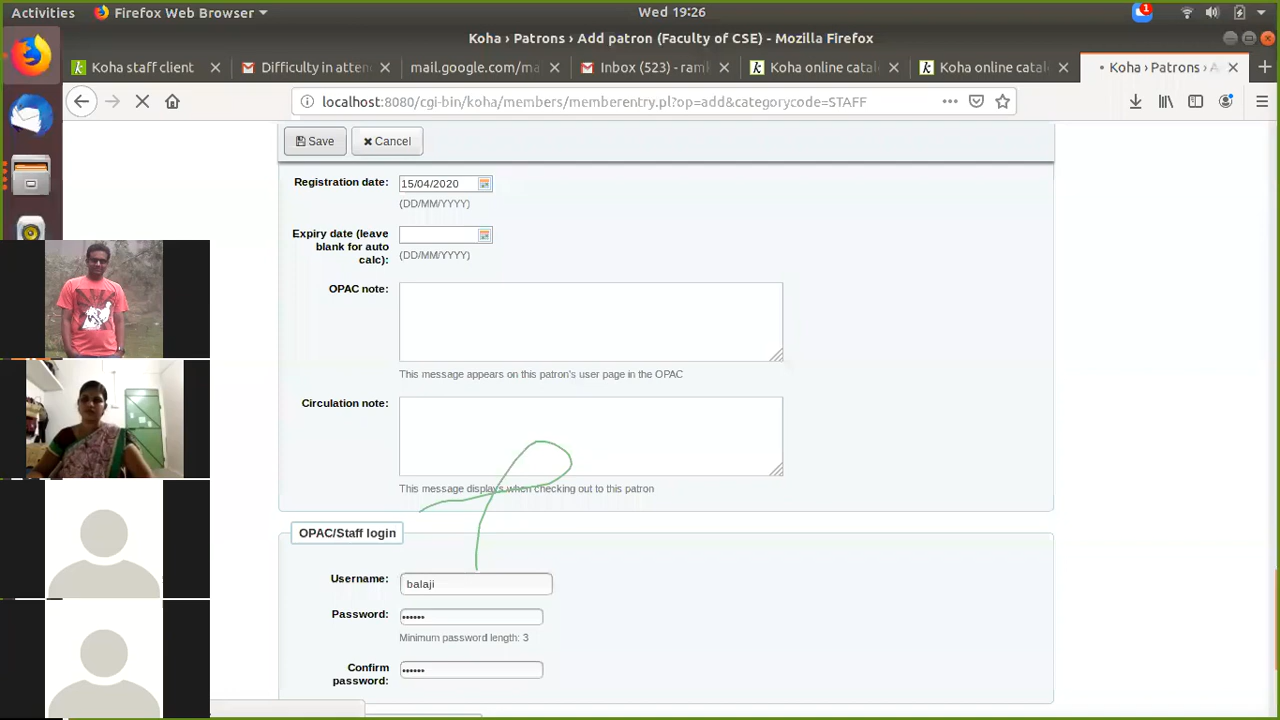 Activities Firefox Web Browser Wed 19:26 1
Koha › Patrons › Add patron (Faculty of CSE) - Mozilla Firefox
Koha staff client Difficulty in atten mail.google.com/ma Inbox (523) - raml Koha online catal Koha online catal Koha › Patrons › A
localhost:8080/cgi-bin/koha/members/memberentry.pl?op=add&categorycode=STAFF
Save Cancel
Registration date: 15/04/2020
(DD/MM/YYYY)
Expiry date (leave
blank for auto
calc):
(DD/MM/YYYY)
OPAC note:
This message appears on this patron's user page in the OPAC
Circulation note:
This message displays when checking out to this patron
OPAC/Staff login
Username: balaji
Password: ••••••
Minimum password length: 3
Confirm
password: ••••••